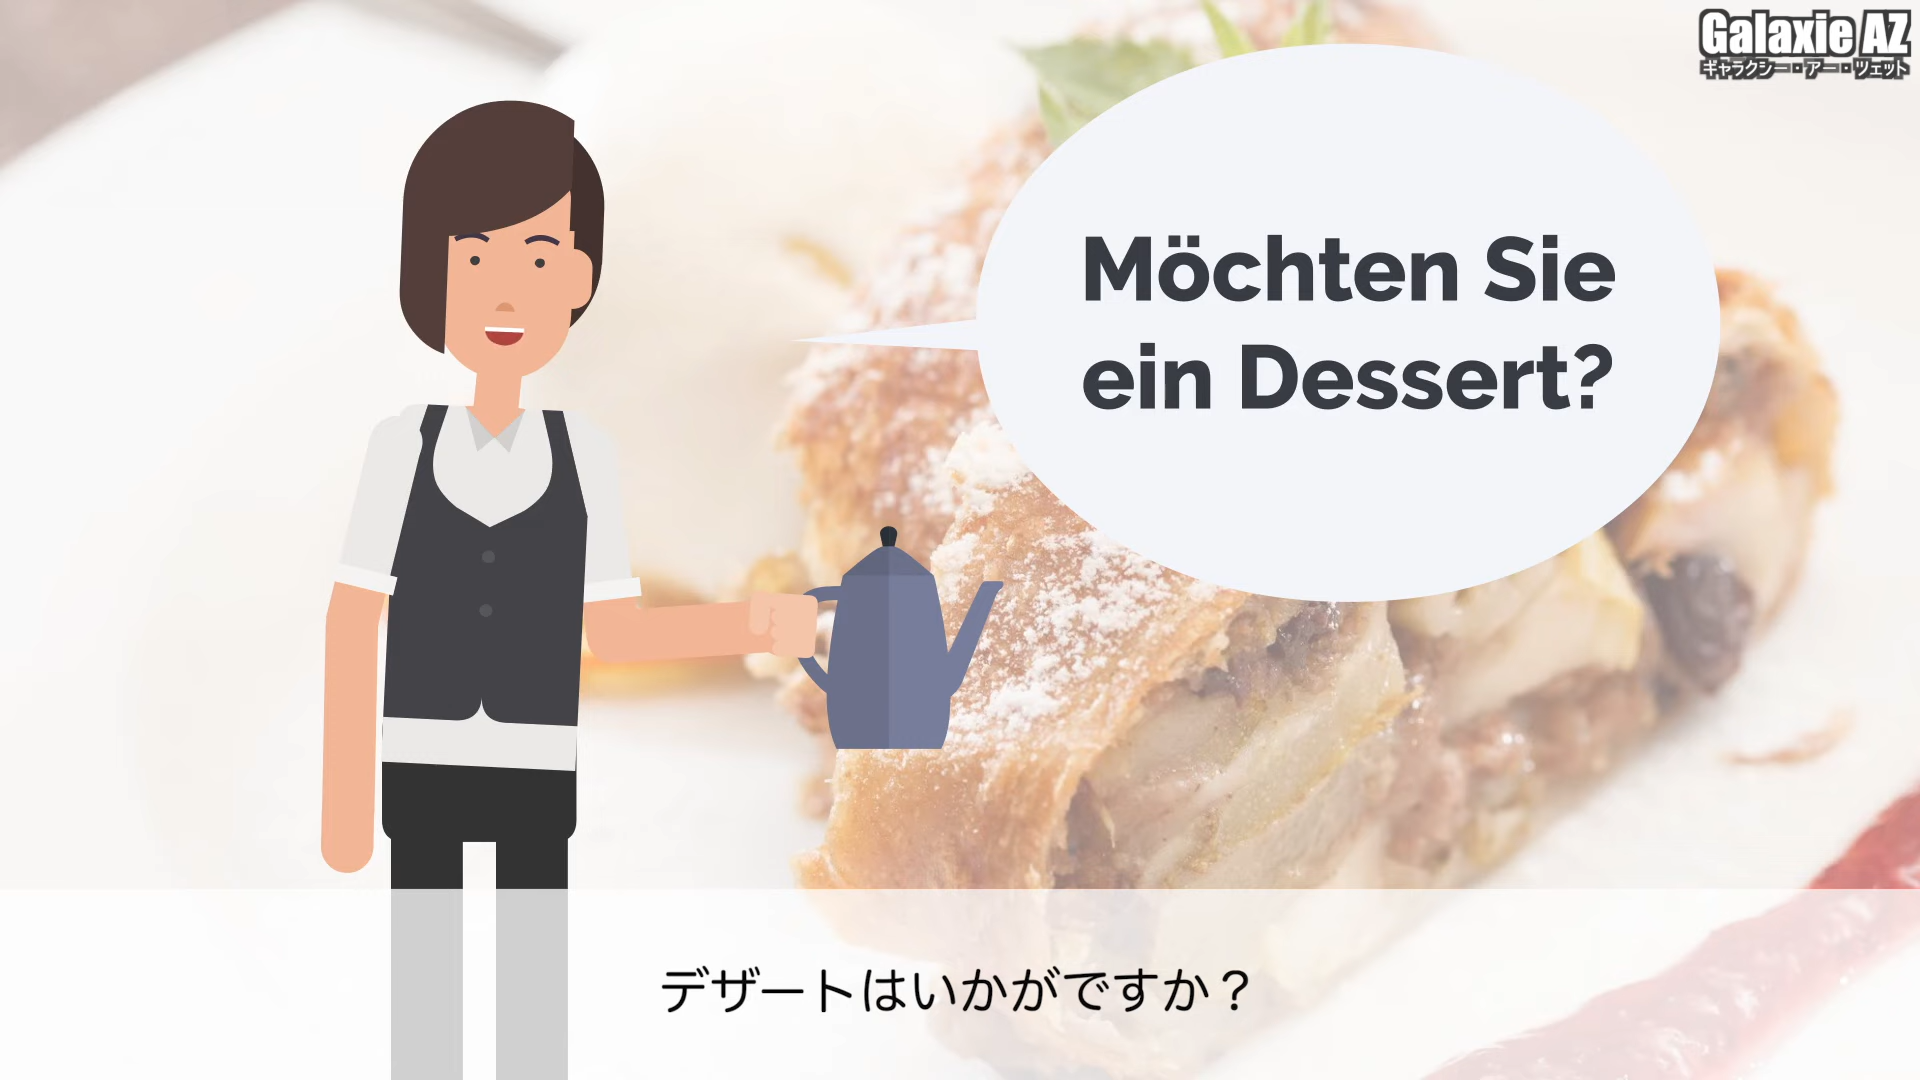 Galaxie AZ
ギャラクシー・アー・ツェット
Möchten Sie
ein Dessert?
デザートはいかがですか？